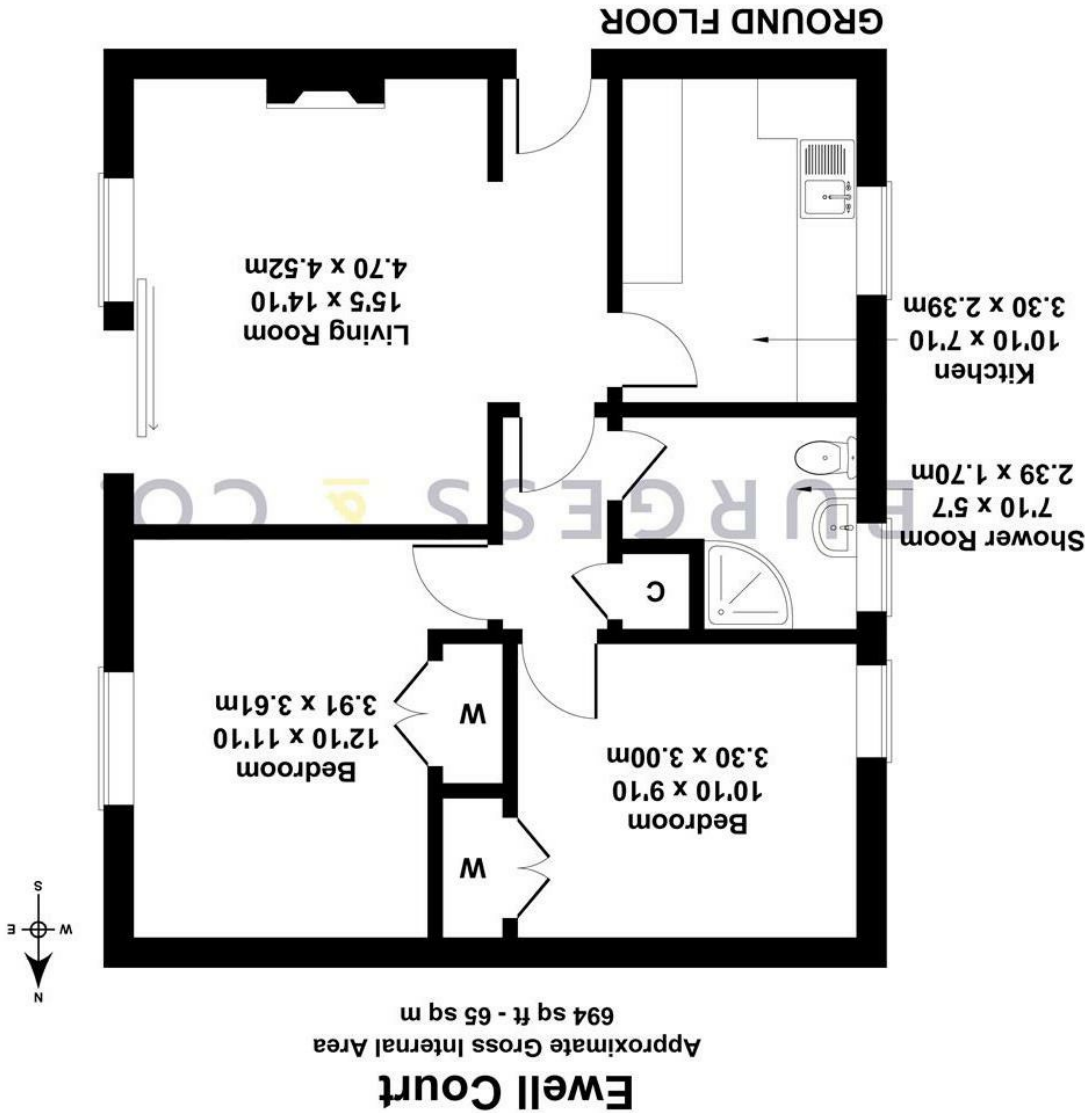 Ewell Court
Approximate Gross Internal Area
694 sq ft - 65 sq m
N
W
E
S
Bedroom
10'10 x 9'10
3.30 x 3.00m
W
W
Bedroom
12'10 x 11'10
3.91 x 3.61m
C
Shower Room
7'10 x 5'7
2.39 x 1.70m
BURGESS & CO
Kitchen
10'10 x 7'10
3.30 x 2.39m
Living Room
15'5 x 14'10
4.70 x 4.52m
GROUND FLOOR